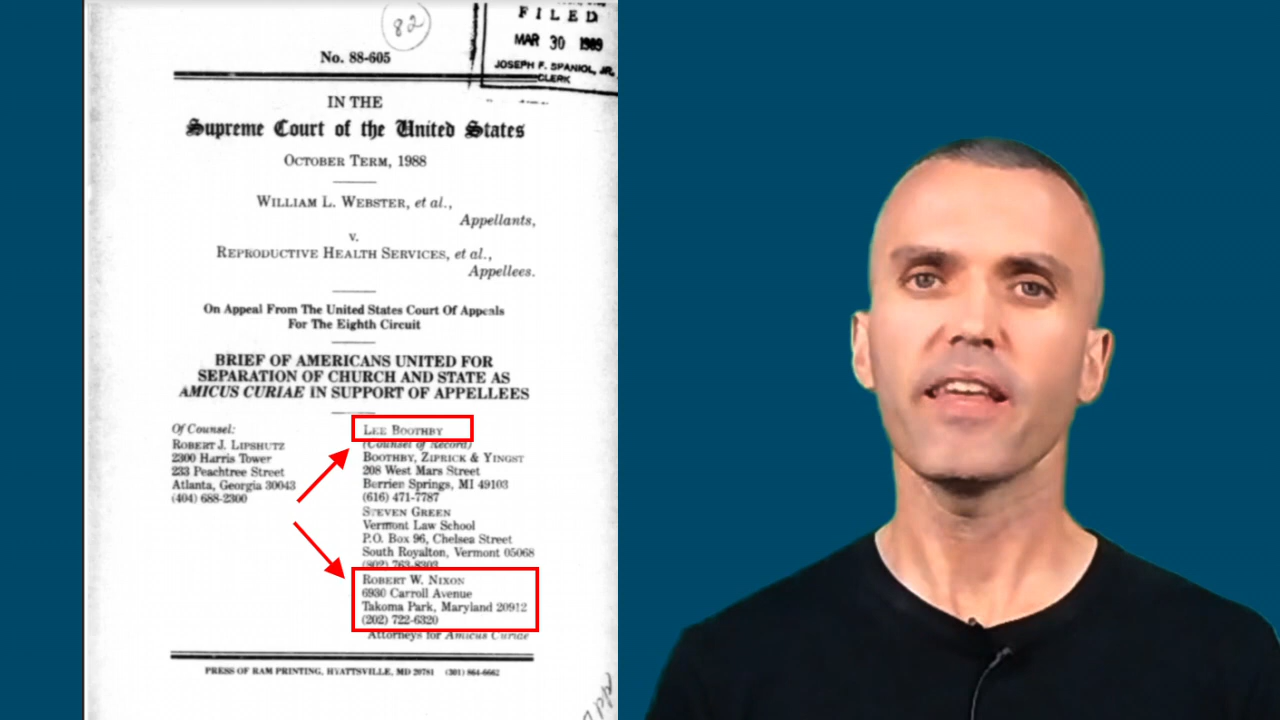 82
FILED
MAR 30 1989
JOSEPH F. SPANIOL, JR.
CLERK
No. 88-605
IN THE
Supreme Court of the United States
OCTOBER TERM, 1988
WILLIAM L. WEBSTER, et al.,
Appellants,
v.
REPRODUCTIVE HEALTH SERVICES, et al.,
Appellees.
On Appeal From The United States Court Of Appeals
For The Eighth Circuit
BRIEF OF AMERICANS UNITED FOR
SEPARATION OF CHURCH AND STATE AS
AMICUS CURIAE IN SUPPORT OF APPELLEES
Of Counsel:
ROBERT J. LIPSHUTZ
2300 Harris Tower
233 Peachtree Street
Atlanta, Georgia 30043
(404) 688-2300
LEE BOOTHBY
(Counsel of Record)
BOOTHBY, ZIPRICK & YINGST
208 West Mars Street
Berrien Springs, MI 49103
(616) 471-7787
STEVEN GREEN
Vermont Law School
P.O. Box 96, Chelsea Street
South Royalton, Vermont 05068
(802) 763-8303
ROBERT W. NIXON
6930 Carroll Avenue
Takoma Park, Maryland 20912
(202) 722-6320
Attorneys for Amicus Curiae
PRESS OF RAM PRINTING, HYATTSVILLE, MD 20781 (301) 864-6662